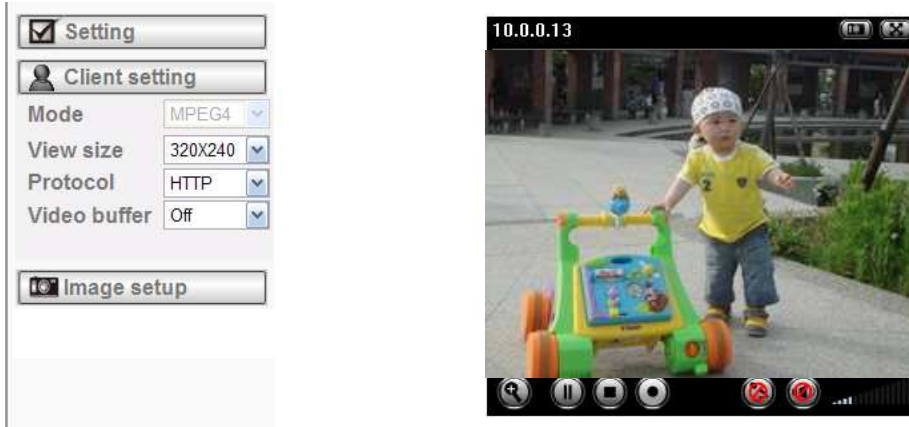 Setting
Client setting
Mode MPEG4
View size 320X240
Protocol HTTP
Video buffer Off
Image setup
10.0.0.13
2